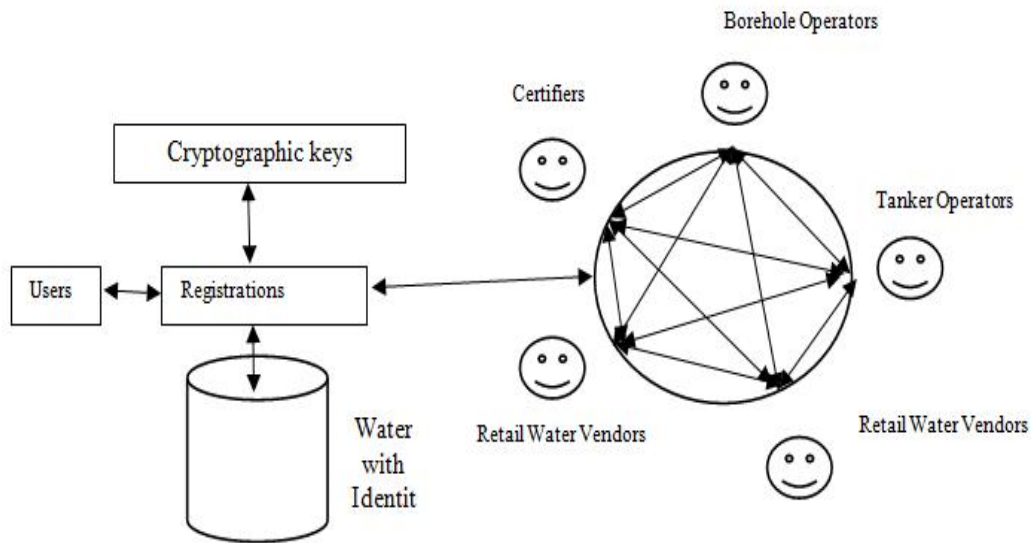 Borehole Operators
Certifiers
Cryptographic keys
Tanker Operators
Users
Registrations
Retail Water Vendors
Retail Water Vendors
Water
with
Identit